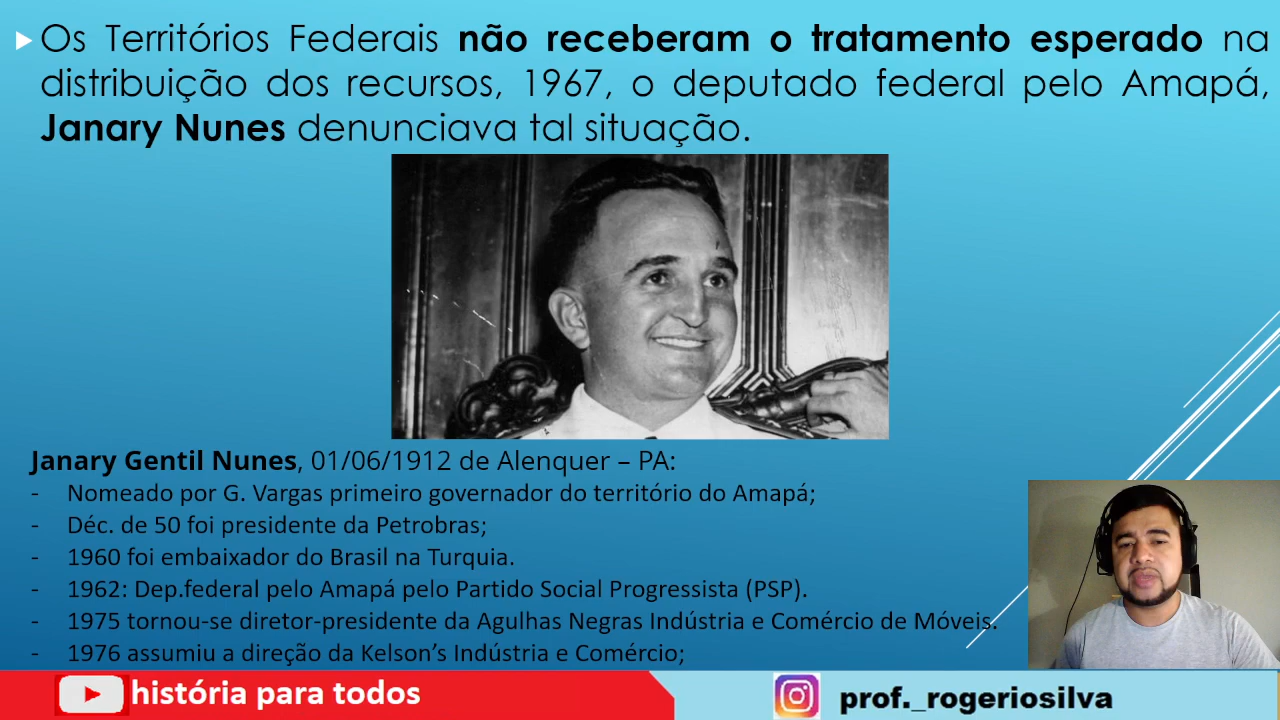 Os Territórios Federais não receberam o tratamento esperado na
distribuição dos recursos, 1967, o deputado federal pelo Amapá,
Janary Nunes denunciava tal situação.
Janary Gentil Nunes, 01/06/1912 de Alenquer – PA:
- Nomeado por G. Vargas primeiro governador do território do Amapá;
- Déc. de 50 foi presidente da Petrobras;
- 1960 foi embaixador do Brasil na Turquia.
- 1962: Dep.federal pelo Amapá pelo Partido Social Progressista (PSP).
- 1975 tornou-se diretor-presidente da Agulhas Negras Indústria e Comércio de Móveis.
- 1976 assumiu a direção da Kelson’s Indústria e Comércio;
história para todos
prof._rogeriosilva